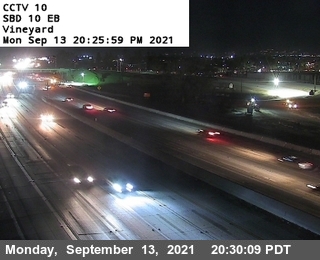 CCTV 10
SBD 10 EB
Vineyard
Mon Sep 13 20:25:59 PM 2021
Monday, September 13, 2021 20:30:09 PDT